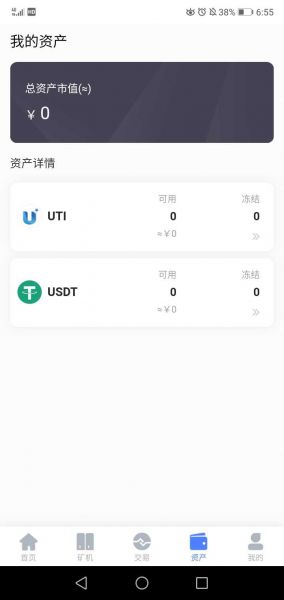 HD 38% 6:55
我的资产
总资产市值(≈)
¥ 0
资产详情
可用 冻结
UTI 0 0
≈¥0
可用 冻结
USDT 0 0
≈¥0
首页 矿机 交易 资产 我的